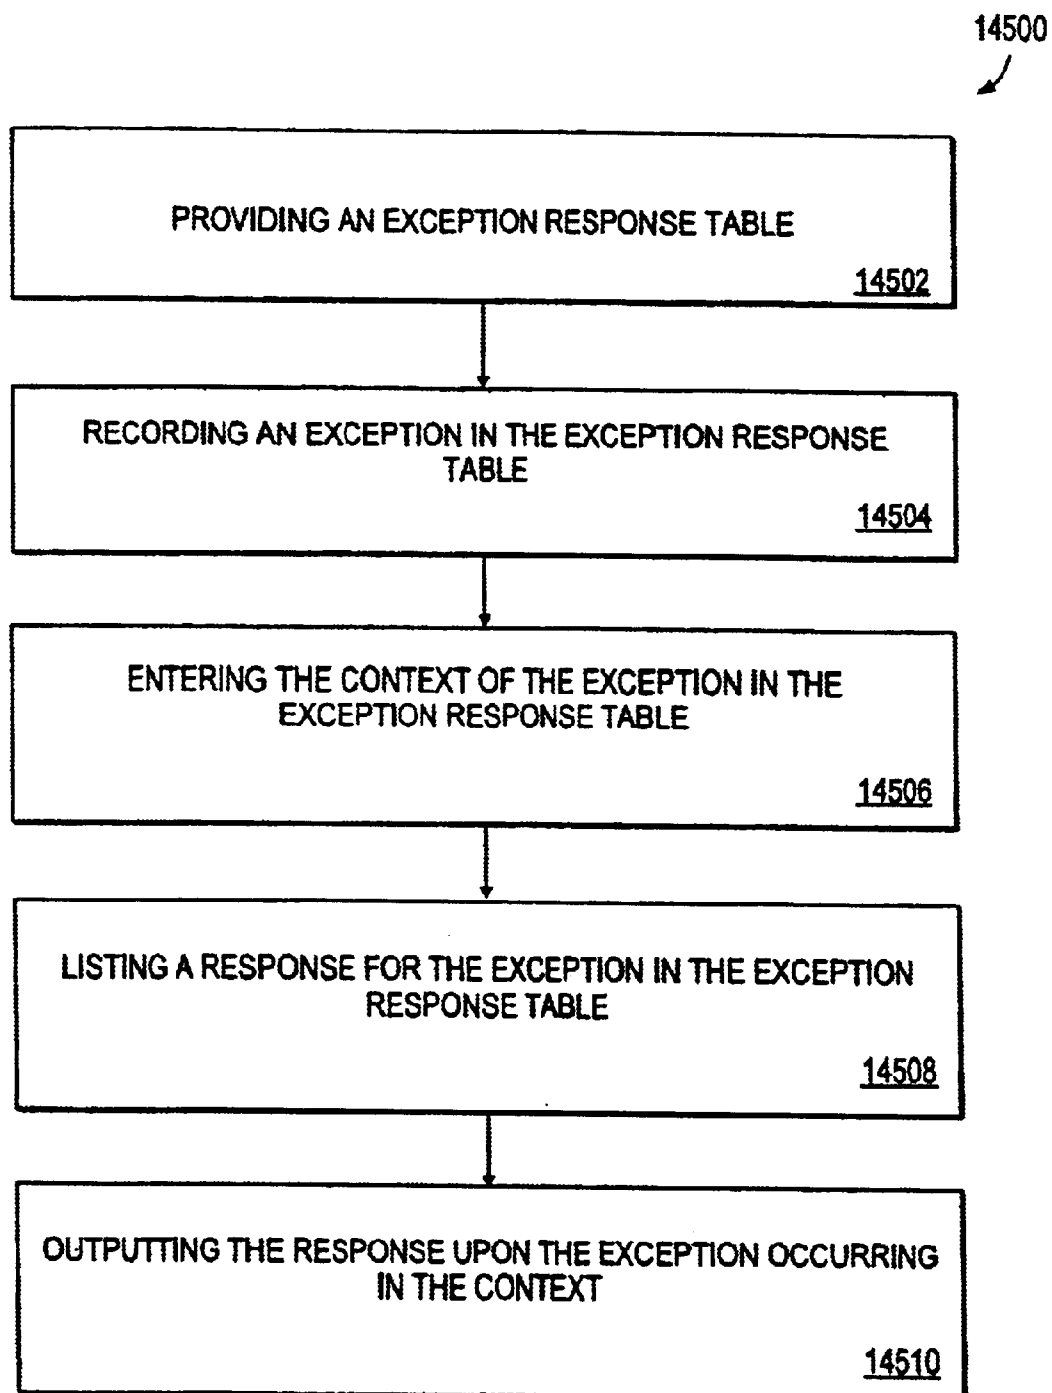 14500
PROVIDING AN EXCEPTION RESPONSE TABLE
14502
RECORDING AN EXCEPTION IN THE EXCEPTION RESPONSE
TABLE
14504
ENTERING THE CONTEXT OF THE EXCEPTION IN THE
EXCEPTION RESPONSE TABLE
14506
LISTING A RESPONSE FOR THE EXCEPTION IN THE EXCEPTION
RESPONSE TABLE
14508
OUTPUTTING THE RESPONSE UPON THE EXCEPTION OCCURRING
IN THE CONTEXT
14510